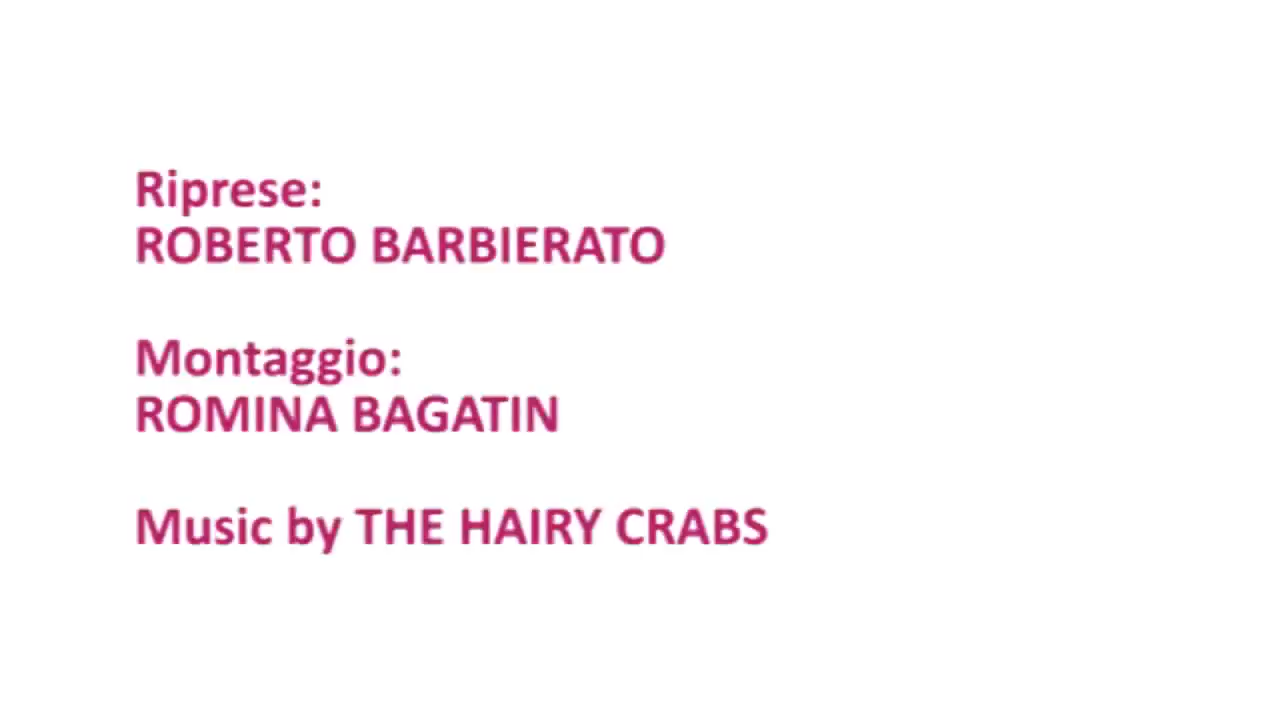 Riprese:
ROBERTO BARBIERATO
Montaggio:
ROMINA BAGATIN
Music by THE HAIRY CRABS